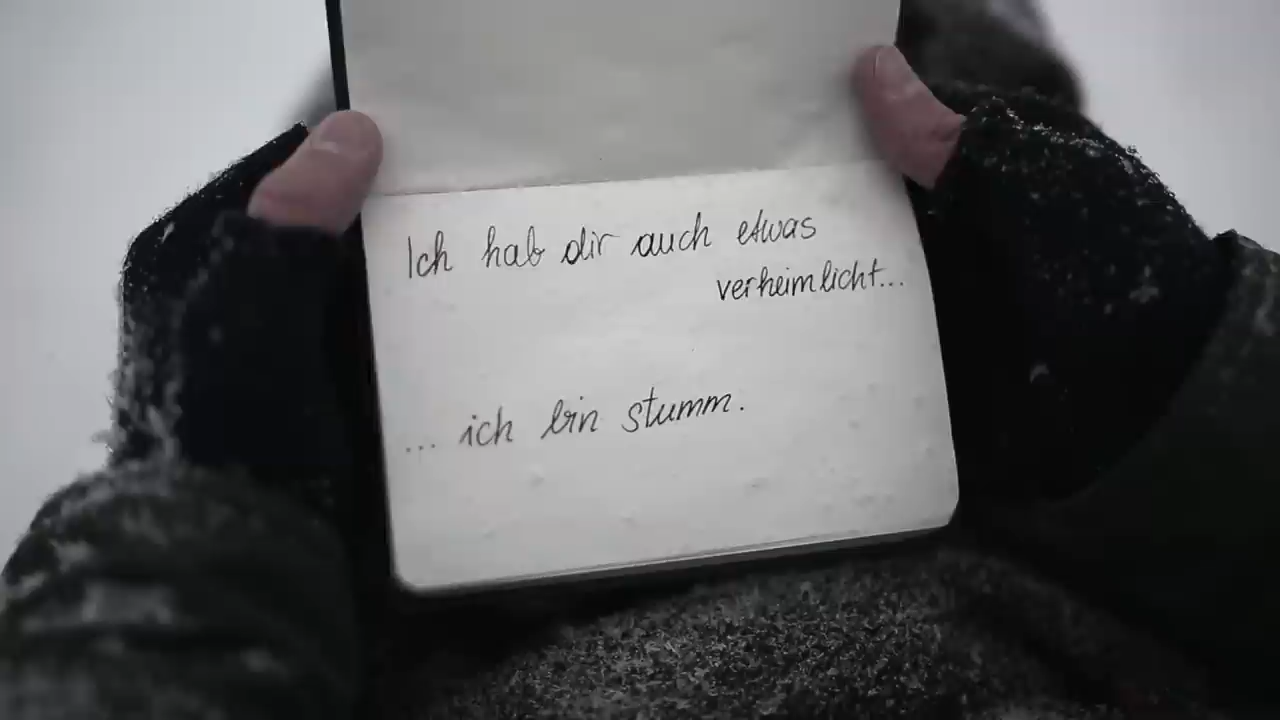 Ich hab dir auch etwas
verheimlicht...
... ich bin stumm.